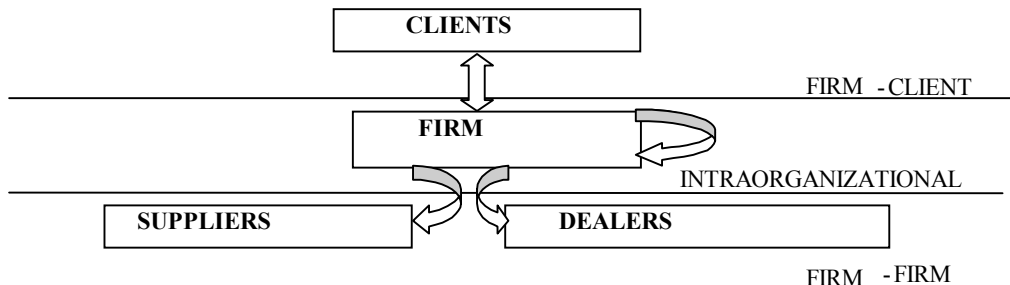 CLIENTS
FIRM - CLIENT
FIRM
INTRAORGANIZATIONAL
SUPPLIERS
DEALERS
FIRM - FIRM